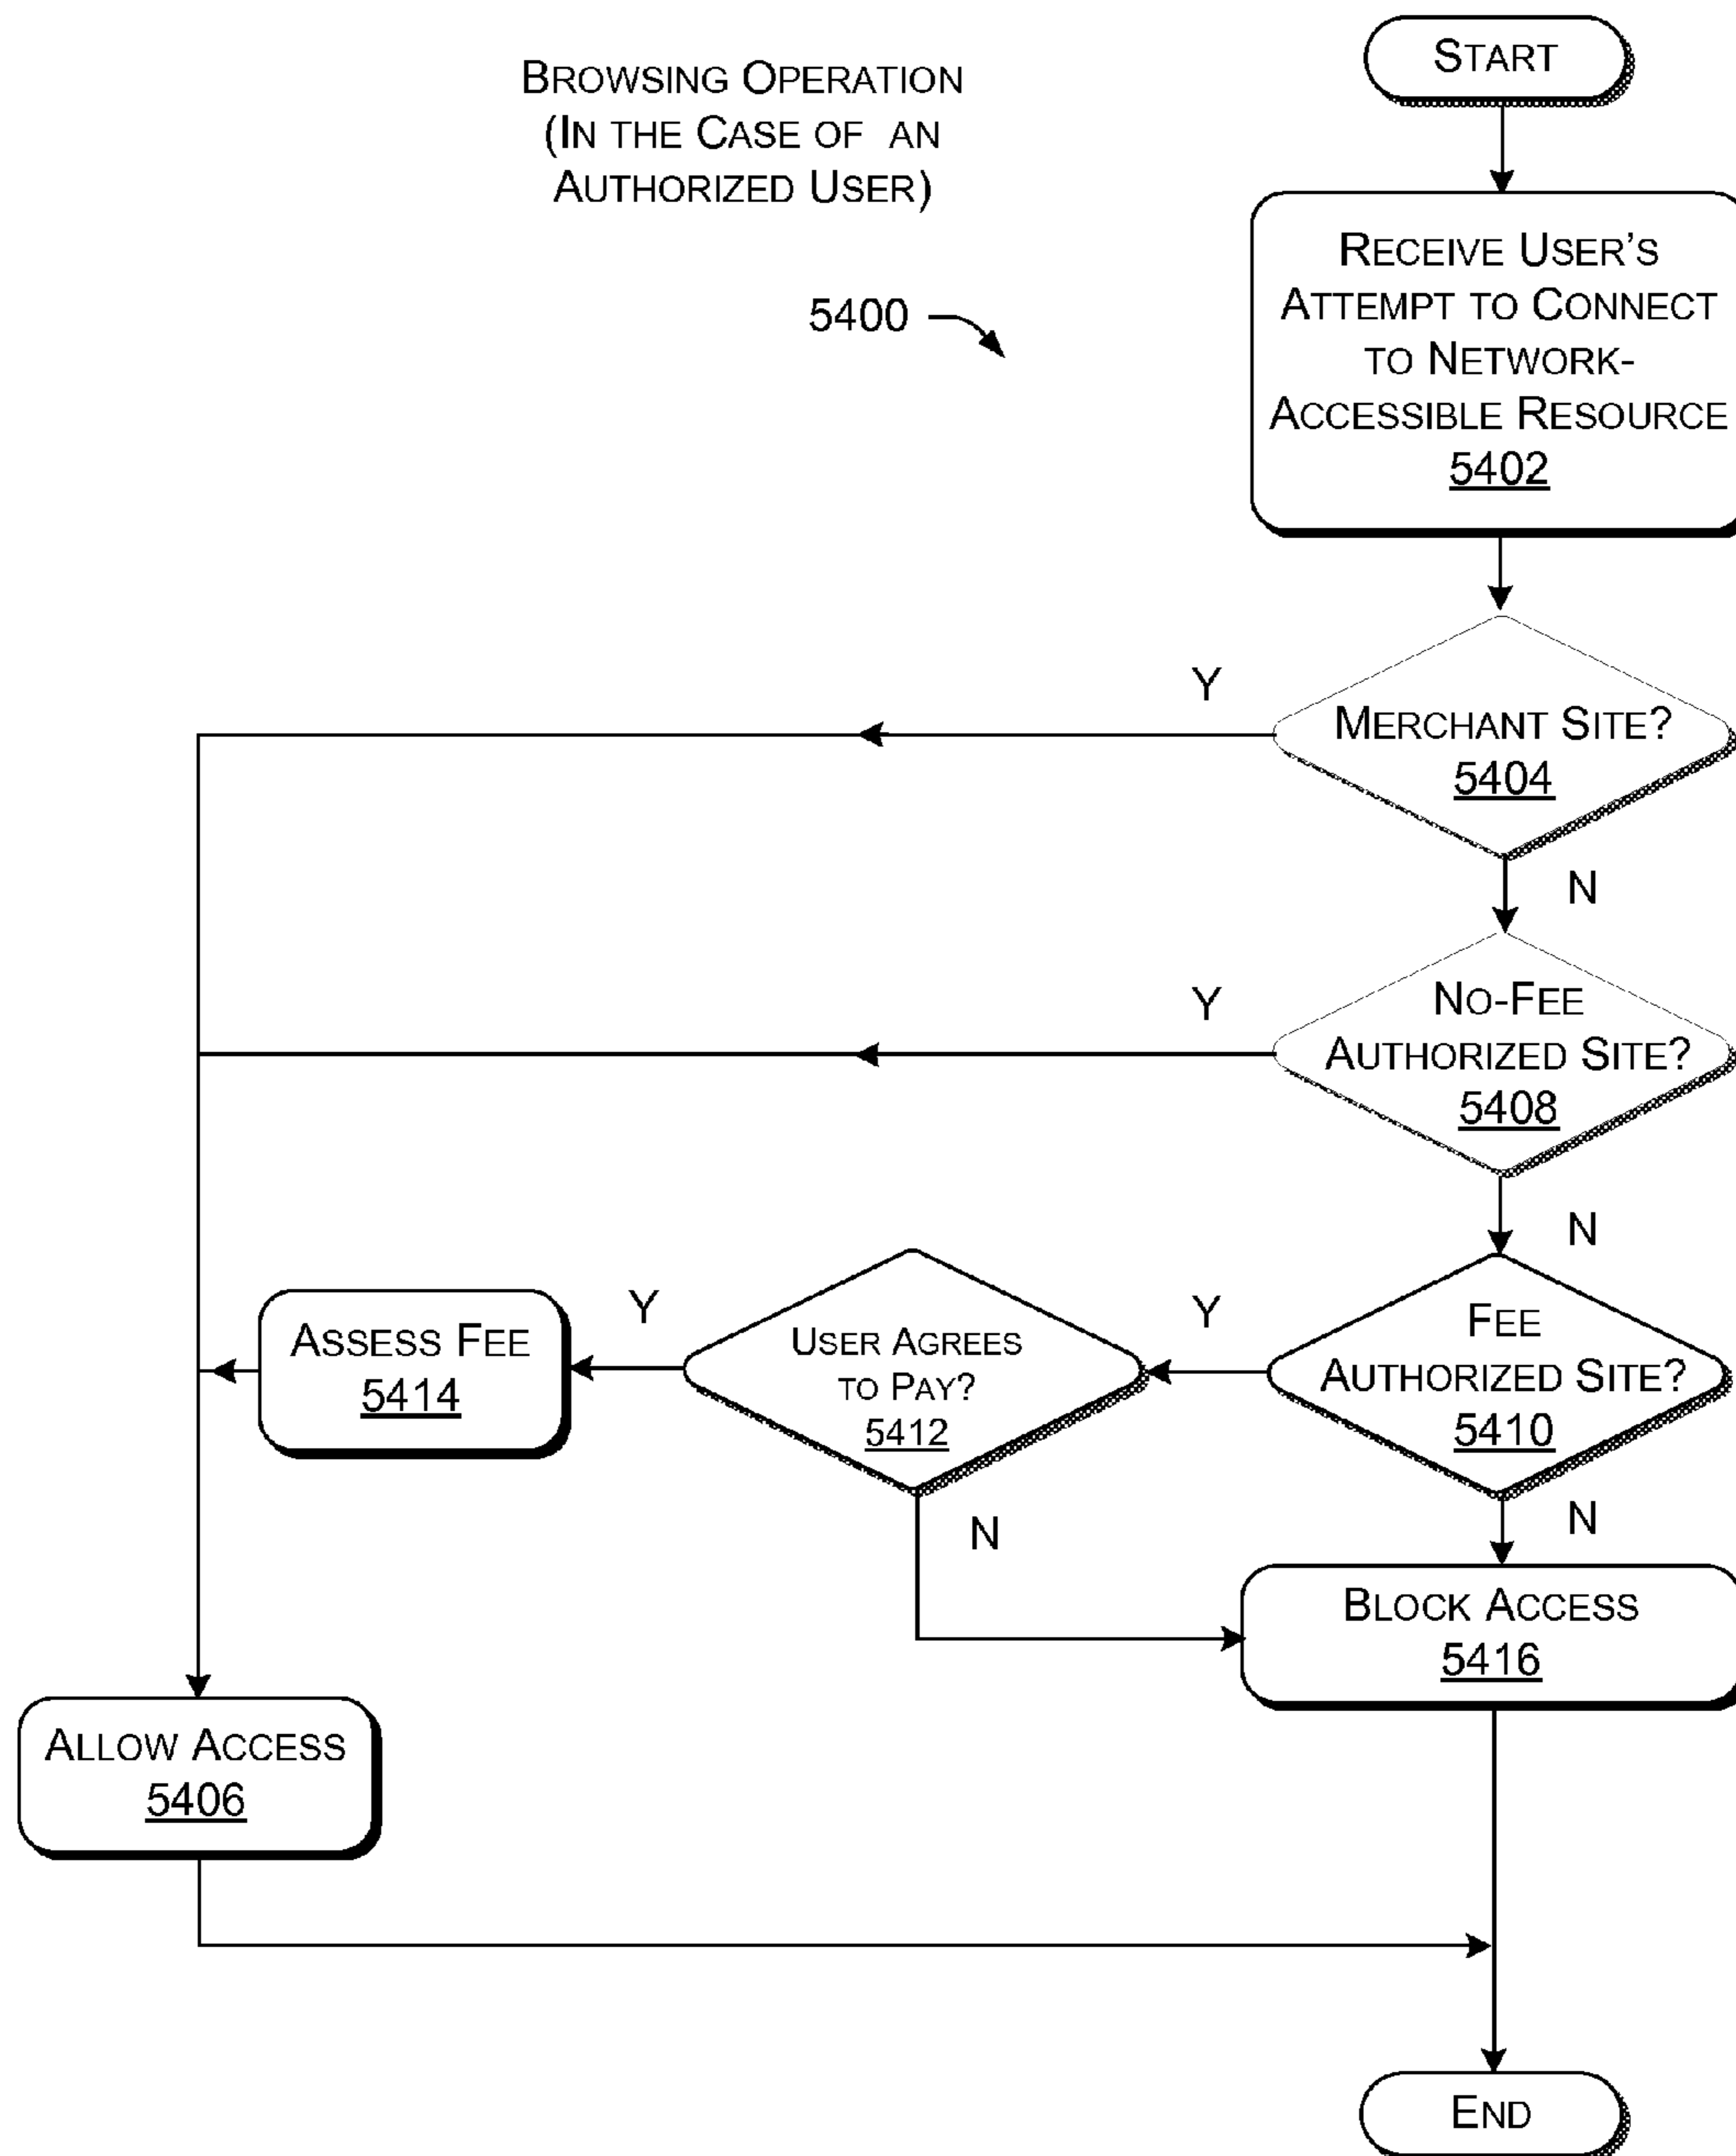 BROWSING OPERATION
(IN THE CASE OF AN
AUTHORIZED USER)
5400
START
RECEIVE USER'S
ATTEMPT TO CONNECT
TO NETWORK-
ACCESSIBLE RESOURCE
5402
Y
MERCHANT SITE?
5404
N
Y
NO-FEE
AUTHORIZED SITE?
5408
N
FEE
AUTHORIZED SITE?
5410
Y
N
USER AGREES
TO PAY?
5412
Y
N
ASSESS FEE
5414
BLOCK ACCESS
5416
ALLOW ACCESS
5406
END